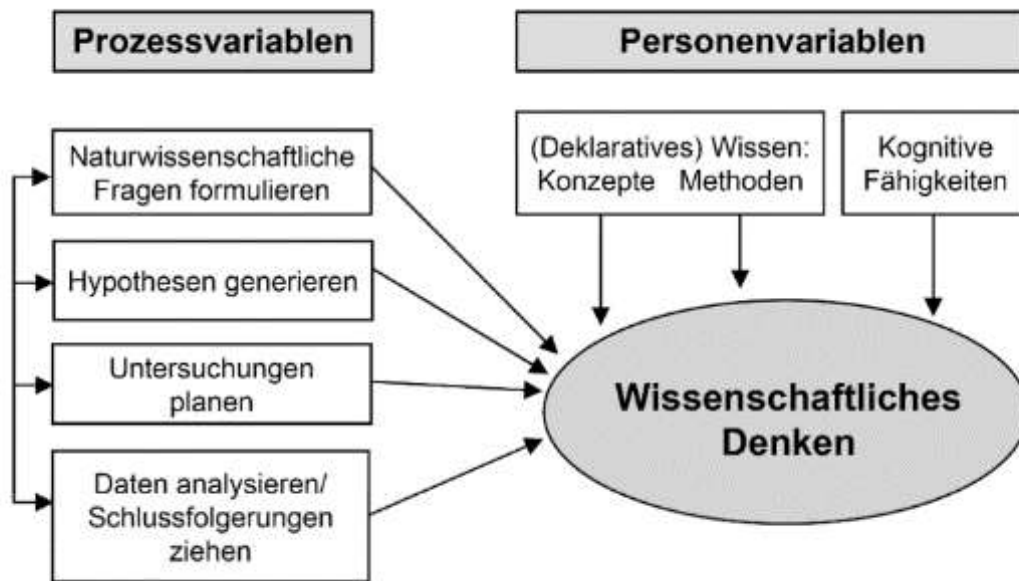 Prozessvariablen
Personenvariablen
Naturwissenschaftliche
Fragen formulieren
Hypothesen generieren
Untersuchungen
planen
Daten analysieren/
Schlussfolgerungen
ziehen
(Deklaratives) Wissen:
Konzepte Methoden
Kognitive
Fähigkeiten
Wissenschaftliches
Denken